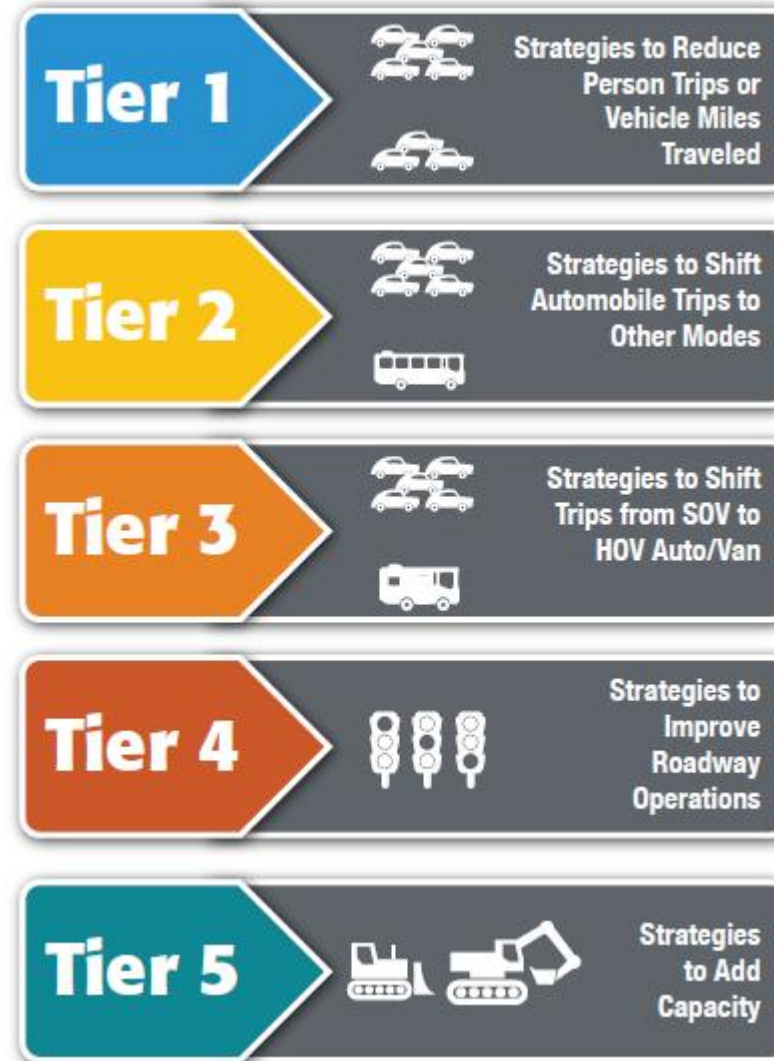 Tier 1
Strategies to Reduce
Person Trips or
Vehicle Miles
Traveled
Tier 2
Strategies to Shift
Automobile Trips to
Other Modes
Tier 3
Strategies to Shift
Trips from SOV to
HOV Auto/Van
Tier 4
Strategies to
Improve
Roadway
Operations
Tier 5
Strategies
to Add
Capacity